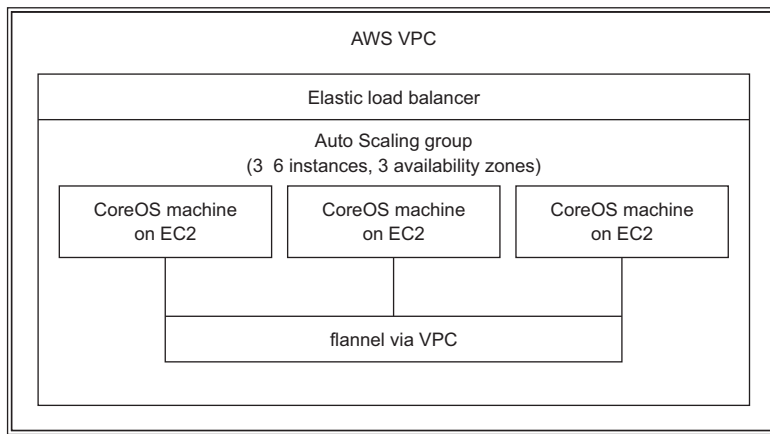 AWS VPC
Elastic load balancer
Auto Scaling group
(3 6 instances, 3 availability zones)
CoreOS machine
on EC2
CoreOS machine
on EC2
CoreOS machine
on EC2
flannel via VPC